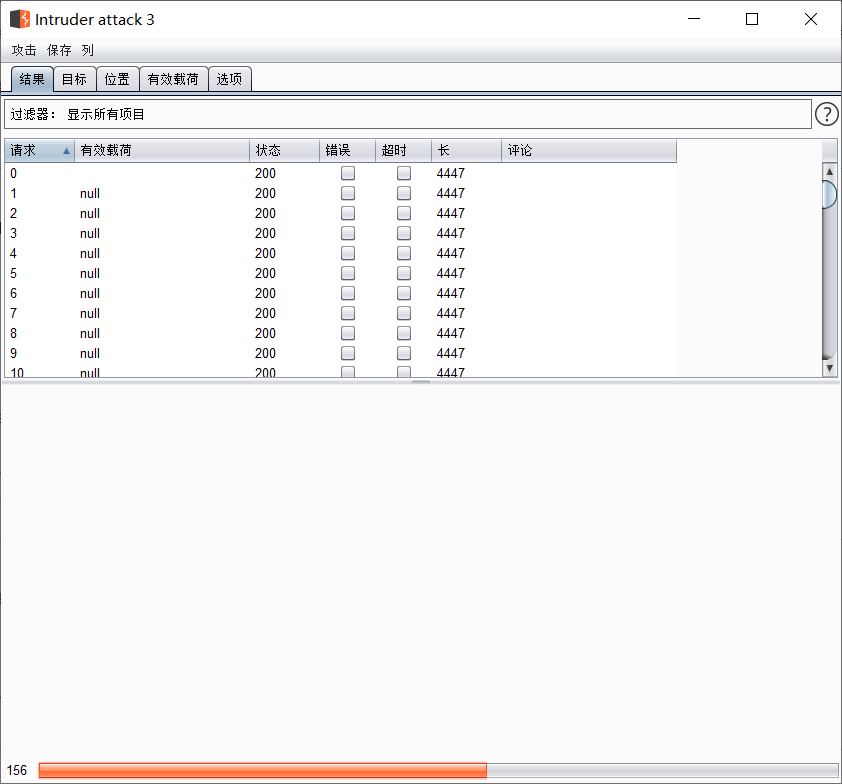 Intruder attack 3
攻击 保存 列
结果 目标 位置 有效载荷 选项
过滤器： 显示所有项目 ?
请求 有效载荷 状态 错误 超时 长 评论
0 200 4447
1 null 200 4447
2 null 200 4447
3 null 200 4447
4 null 200 4447
5 null 200 4447
6 null 200 4447
7 null 200 4447
8 null 200 4447
9 null 200 4447
10 null 200 4447
156